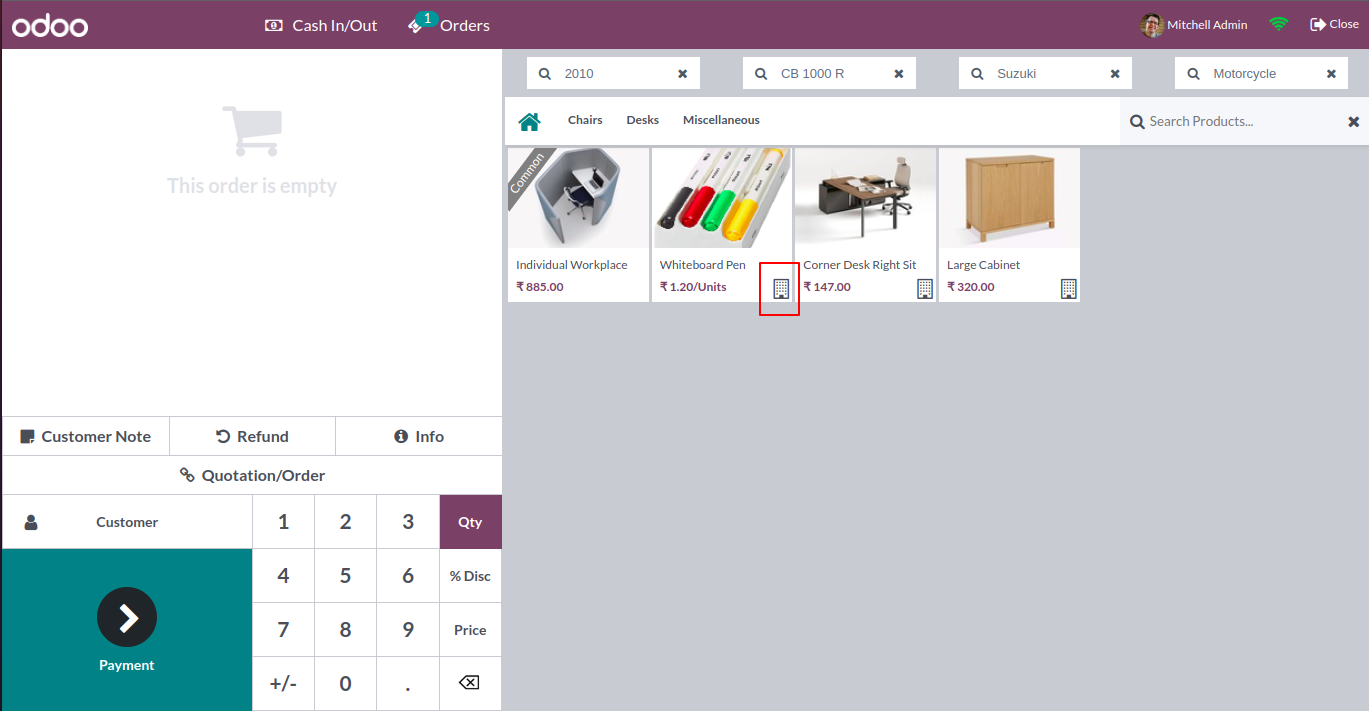 odoo
Cash In/Out
1
Orders
Mitchell Admin
Close
2010
CB 1000 R
Suzuki
Motorcycle
Chairs
Desks
Miscellaneous
Search Products...
This order is empty
Common
Individual Workplace
₹ 885.00
Whiteboard Pen
₹ 1.20/Units
Corner Desk Right Sit
₹ 147.00
Large Cabinet
₹ 320.00
Customer Note
Refund
Info
Quotation/Order
Customer
1
2
3
Qty
4
5
6
% Disc
7
8
9
Price
+/-
0
.
Payment